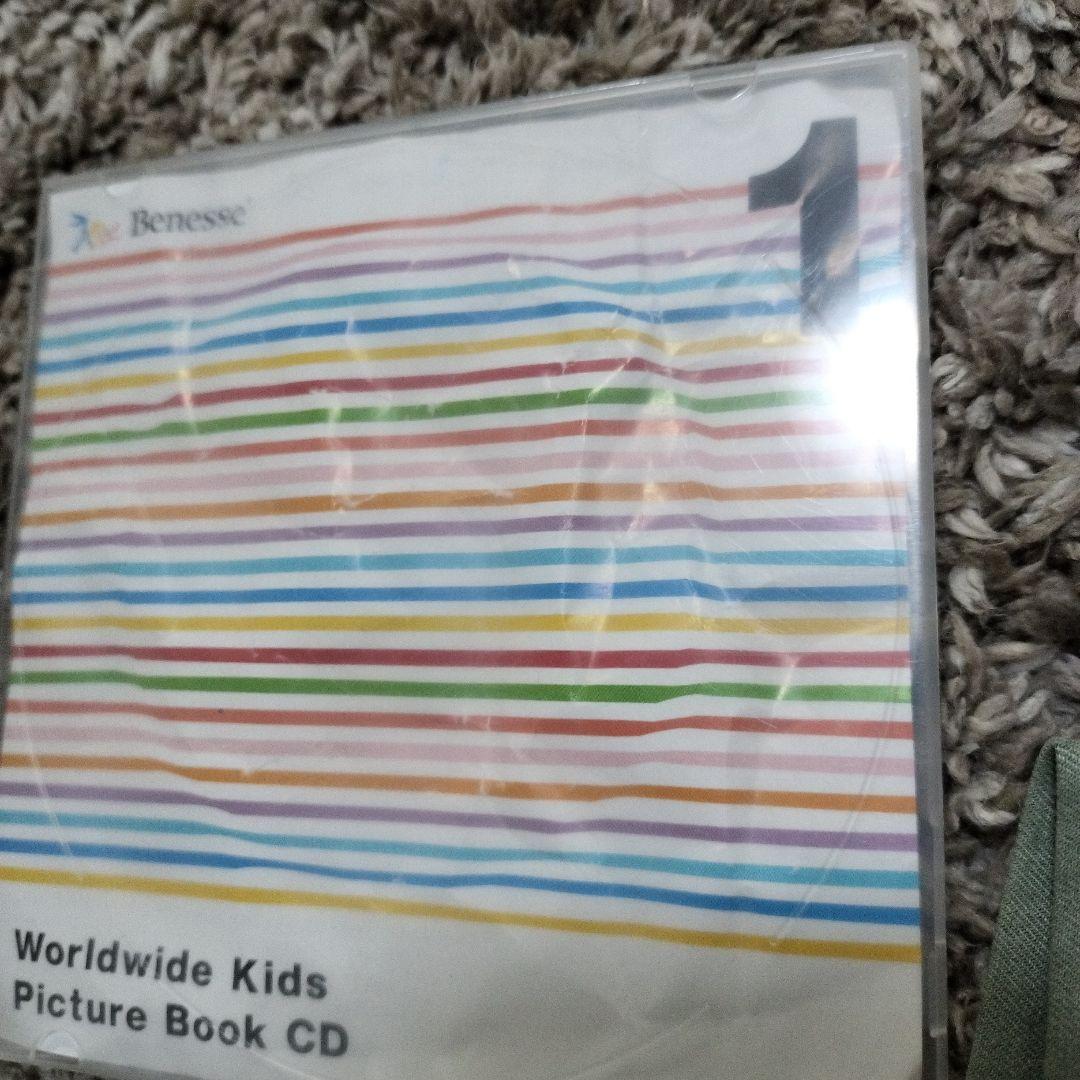 Benesse
1
Worldwide Kids
Picture Book CD